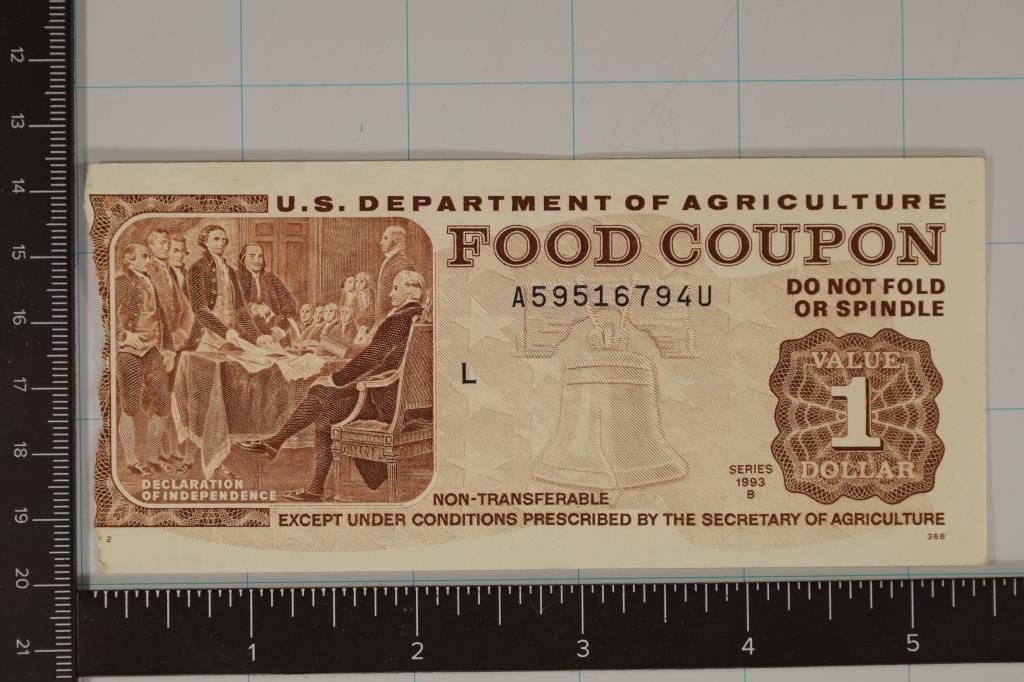 U.S. DEPARTMENT OF AGRICULTURE
FOOD COUPON
A59516794U
DO NOT FOLD
OR SPINDLE
L
VALUE
1
DOLLAR
SERIES
1993
B
DECLARATION
OF INDEPENDENCE
NON-TRANSFERABLE
EXCEPT UNDER CONDITIONS PRESCRIBED BY THE SECRETARY OF AGRICULTURE
2
368
12
13
14
15
16
17
18
19
20
21
1 2 3 4 5